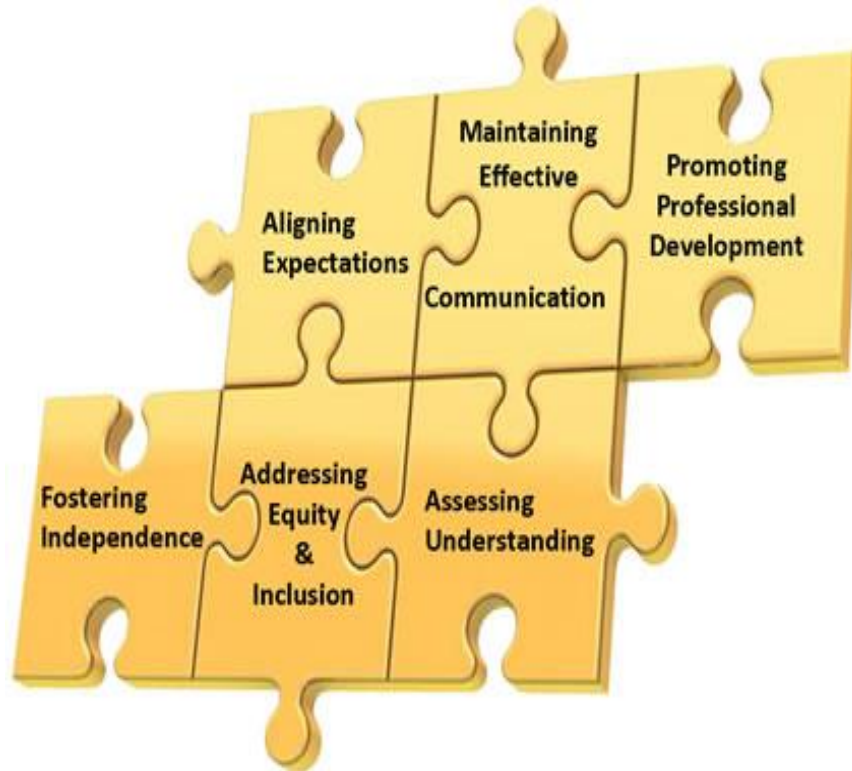 Aligning
Expectations
Maintaining
Effective
Communication
Promoting
Professional
Development
Fostering
Independence
Addressing
Equity
&
Inclusion
Assessing
Understanding